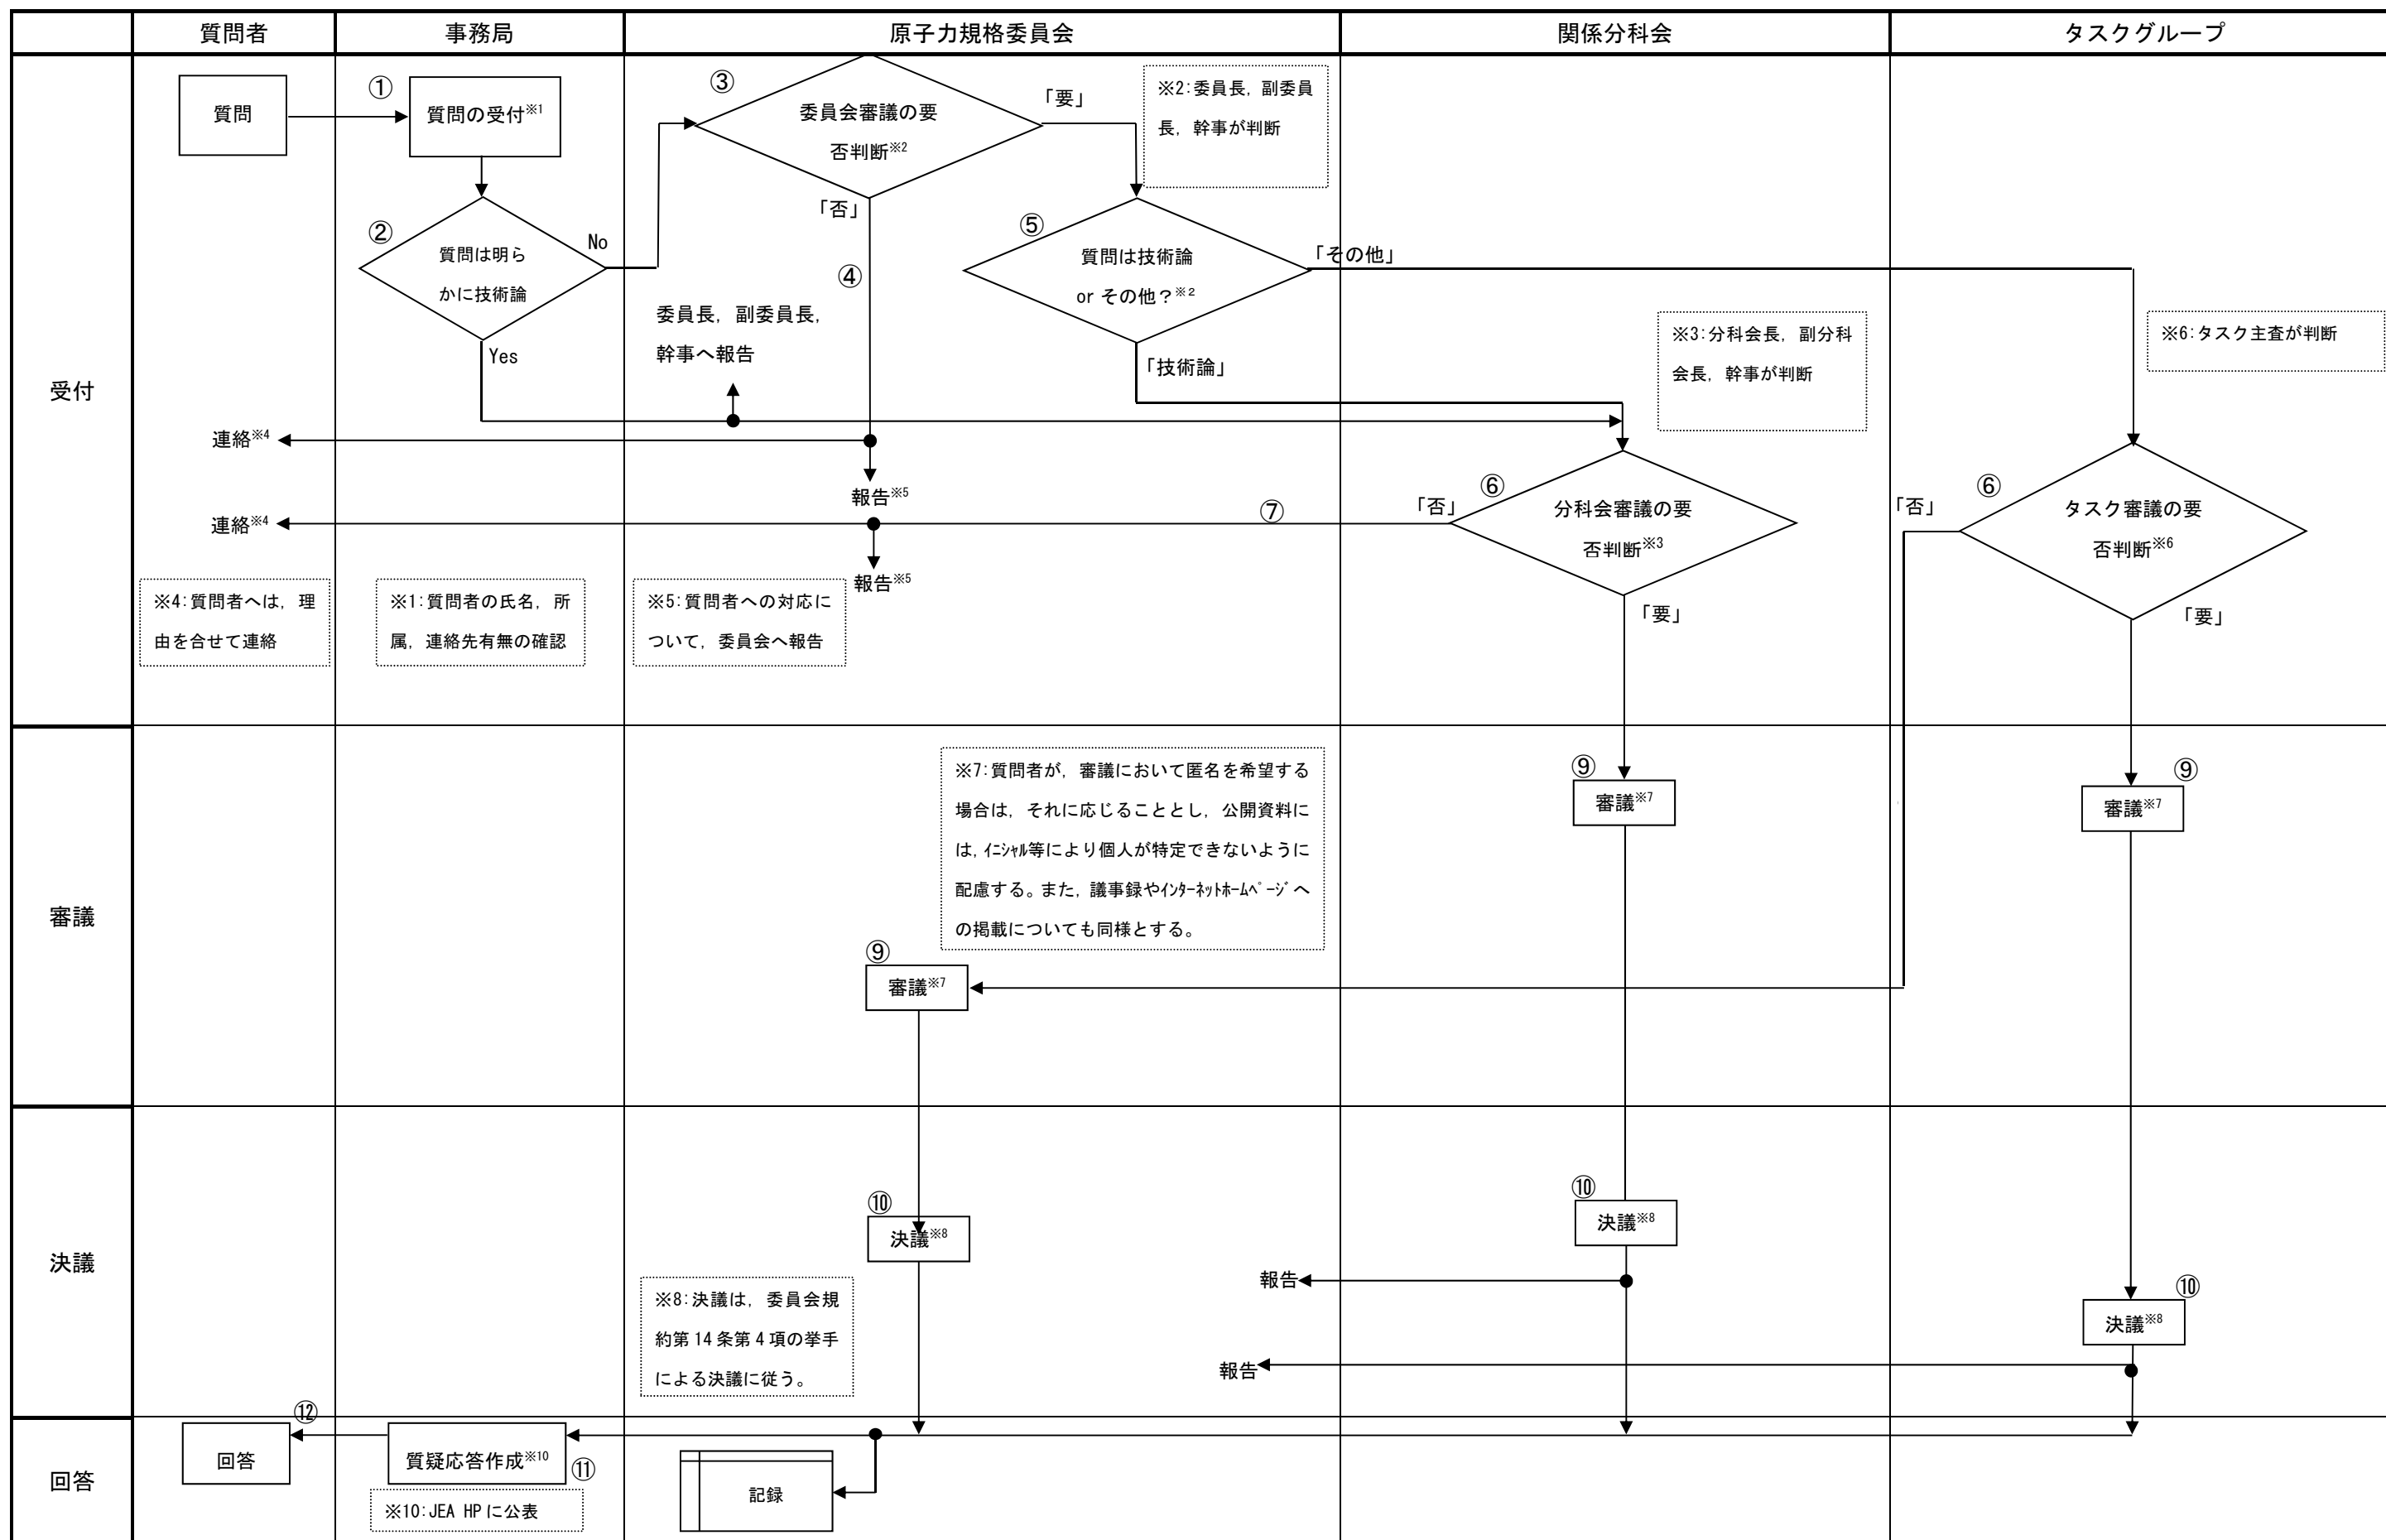 質問者
事務局
原子力規格委員会
関係分科会
タスクグループ
受付
質問
①
質問の受付※1
②
質問は明ら
かに技術論
No
Yes
③
委員会審議の要
否判断※2
「要」
「否」
④
※2:委員長，副委員
長，幹事が判断
⑤
質問は技術論
or その他？※2
「その他」
「技術論」
委員長，副委員長，
幹事へ報告
※3:分科会長，副分科
会長，幹事が判断
※6:タスク主査が判断
連絡※4
報告※5
連絡※4
報告※5
⑦
「否」
⑥
分科会審議の要
否判断※3
「要」
「否」
⑥
タスク審議の要
否判断※6
「要」
※4:質問者へは，理
由を合せて連絡
※1:質問者の氏名，所
属，連絡先有無の確認
※5:質問者への対応に
ついて，委員会へ報告
審議
※7:質問者が，審議において匿名を希望する
場合は，それに応じることとし，公開資料に
は，ｲﾆｼｬﾙ等により個人が特定できないように
配慮する。また，議事録やｲﾝﾀｰﾈｯﾄﾎｰﾑﾍﾟｰｼﾞへ
の掲載についても同様とする。
⑨
審議※7
⑨
審議※7
⑨
審議※7
決議
⑩
決議※8
⑩
決議※8
⑩
決議※8
報告
報告
※8:決議は，委員会規
約第14条第4項の挙手
による決議に従う。
回答
⑫
回答
質疑応答作成※10
⑪
※10:JEA HPに公表
記録